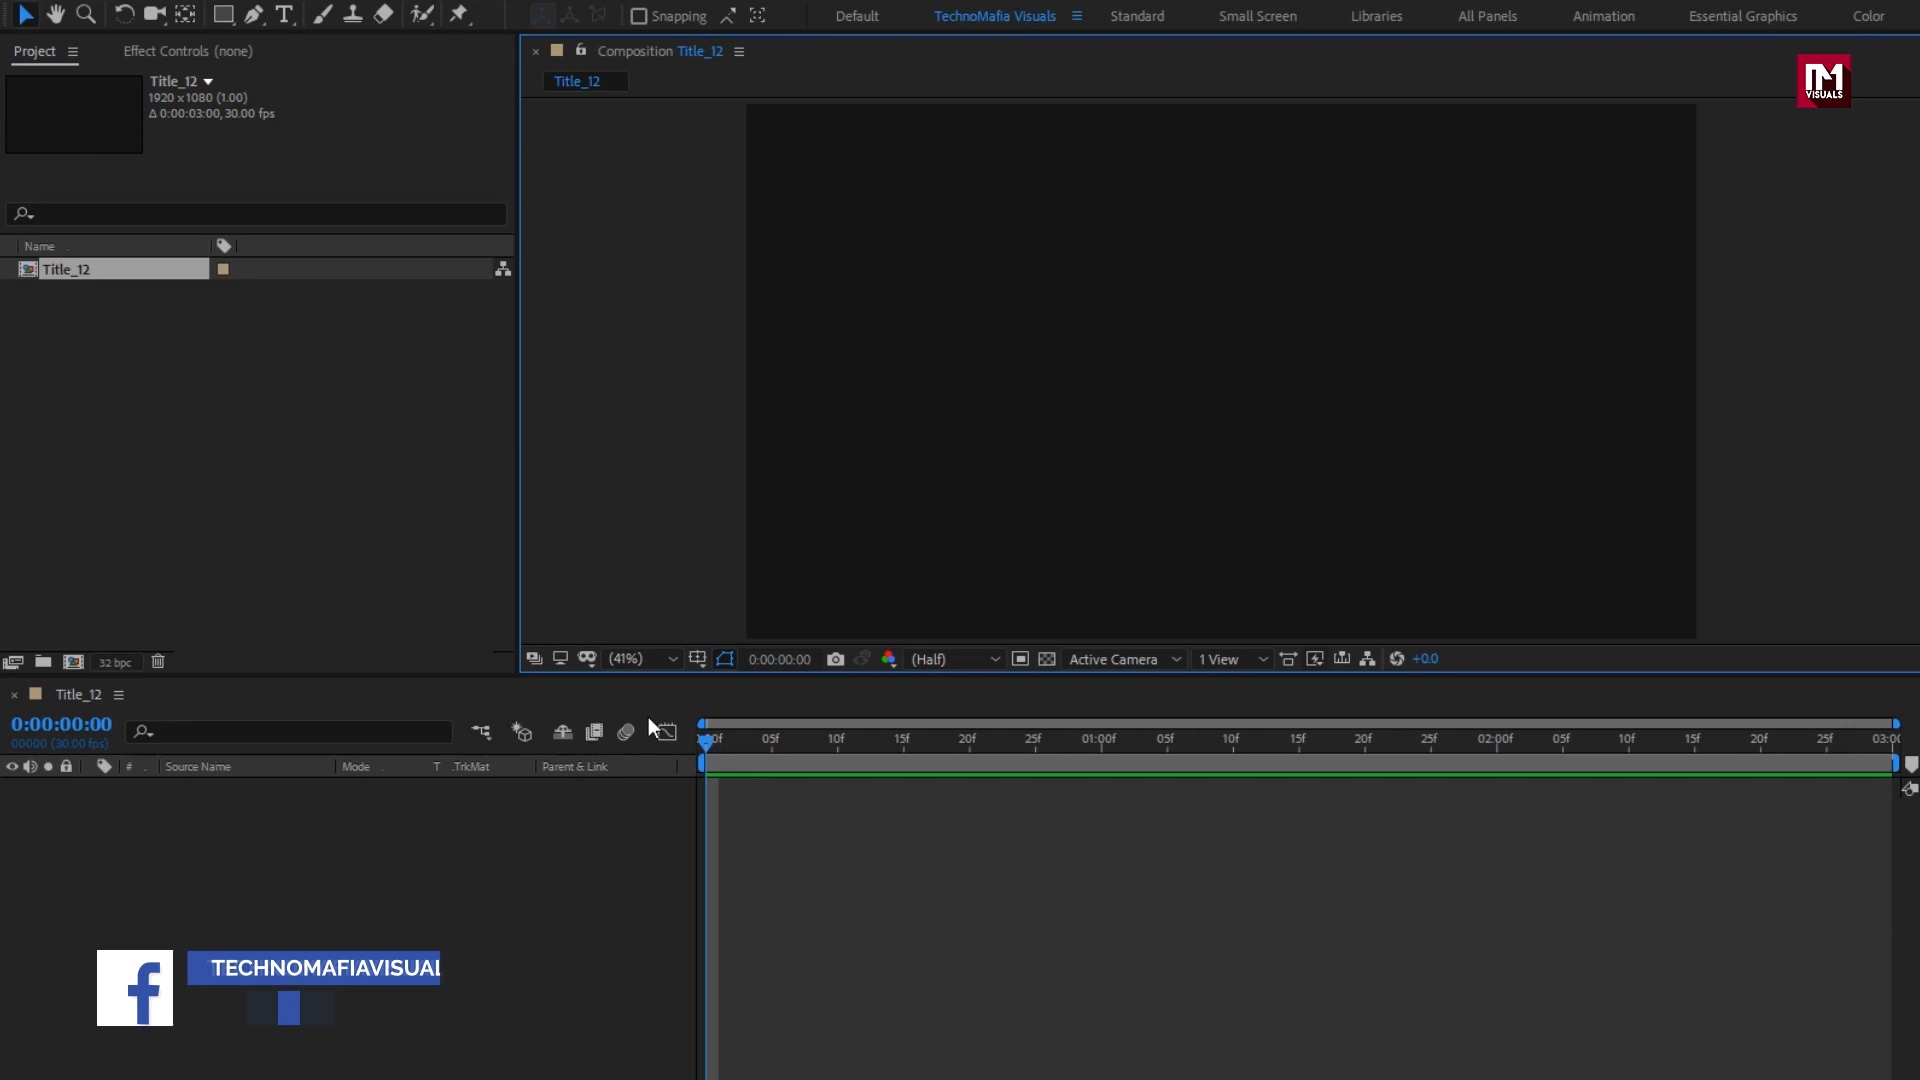 Snapping Default TechnoMafia Visuals Standard Small Screen Libraries All Panels Animation Essential Graphics Color
Project Effect Controls (none)
Composition Title_12
Title_12
Title_12
1920 x1080 (1.00)
Δ 0:00:03:00, 30.00 fps
VISUALS
Name
Title_12
32 bpc
(41%) 0:00:00:00 (Half) Active Camera 1 View +0.0
Title_12
0:00:00:00
00000 (30.00 fps)
05f 10f 15f 20f 25f 01:00f 05f 10f 15f 20f 25f 02:00f 05f 10f 15f 20f 25f
# Source Name Mode T .TrkMat Parent & Link
TECHNOMAFIAVISUAL